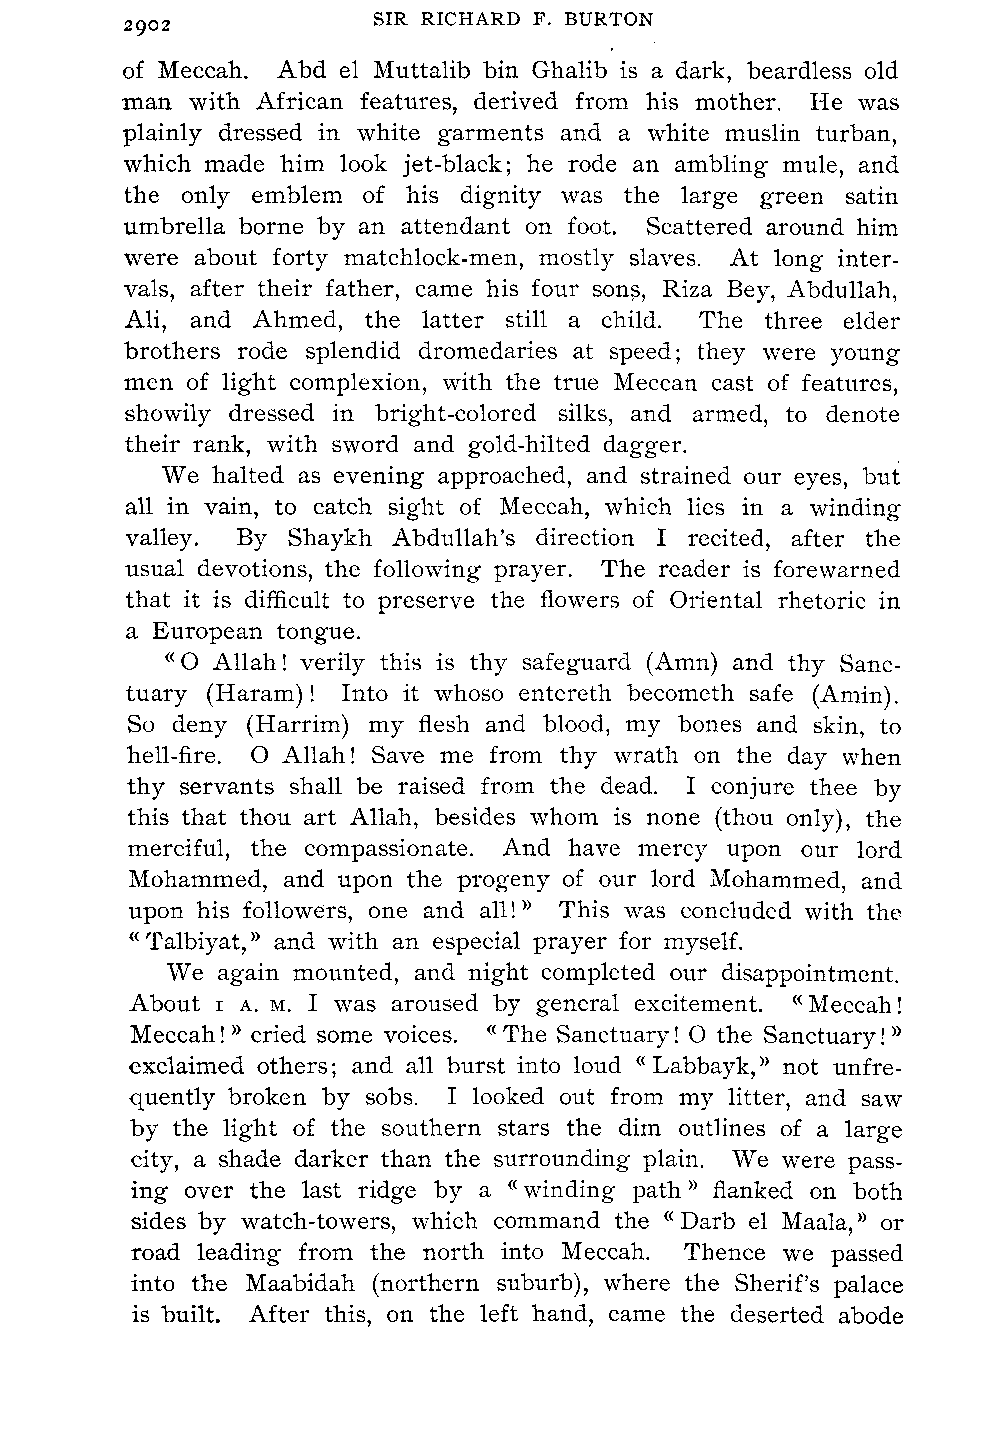 2902
SIR RICHARD F. BURTON
of Meccah. Abd el Muttalib bin Ghalib is a dark, beardless old
man with African features, derived from his mother. He was
plainly dressed in white garments and a white muslin turban,
which made him look jet-black; he rode an ambling mule, and
the only emblem of his dignity was the large green satin
umbrella borne by an attendant on foot. Scattered around him
were about forty matchlock-men, mostly slaves. At long inter-
vals, after their father, came his four sons, Riza Bey, Abdullah,
Ali, and Ahmed, the latter still a child. The three elder
brothers rode splendid dromedaries at speed; they were young
men of light complexion, with the true Meccan cast of features,
showily dressed in bright-colored silks, and armed, to denote
their rank, with sword and gold-hilted dagger.
We halted as evening approached, and strained our eyes, but
all in vain, to catch sight of Meccah, which lies in a winding
valley. By Shaykh Abdullah's direction I recited, after the
usual devotions, the following prayer. The reader is forewarned
that it is difficult to preserve the flowers of Oriental rhetoric in
a European tongue.
«O Allah! verily this is thy safeguard (Amn) and thy Sanc-
tuary (Haram)! Into it whoso entereth becometh safe (Amin).
So deny (Harrim) my flesh and blood, my bones and skin, to
hell-fire. O Allah! Save me from thy wrath on the day when
thy servants shall be raised from the dead. I conjure thee by
this that thou art Allah, besides whom is none (thou only), the
merciful, the compassionate. And have mercy upon our lord
Mohammed, and upon the progeny of our lord Mohammed, and
upon his followers, one and all!» This was concluded with the
«Talbiyat,» and with an especial prayer for myself.
We again mounted, and night completed our disappointment.
About 1 A. M. I was aroused by general excitement. «Meccah!
Meccah!» cried some voices. «The Sanctuary! O the Sanctuary!»
exclaimed others; and all burst into loud «Labbayk,» not unfre-
quently broken by sobs. I looked out from my litter, and saw
by the light of the southern stars the dim outlines of a large
city, a shade darker than the surrounding plain. We were pass-
ing over the last ridge by a «winding path» flanked on both
sides by watch-towers, which command the «Darb el Maala,» or
road leading from the north into Meccah. Thence we passed
into the Maabidah (northern suburb), where the Sherif's palace
is built. After this, on the left hand, came the deserted abode